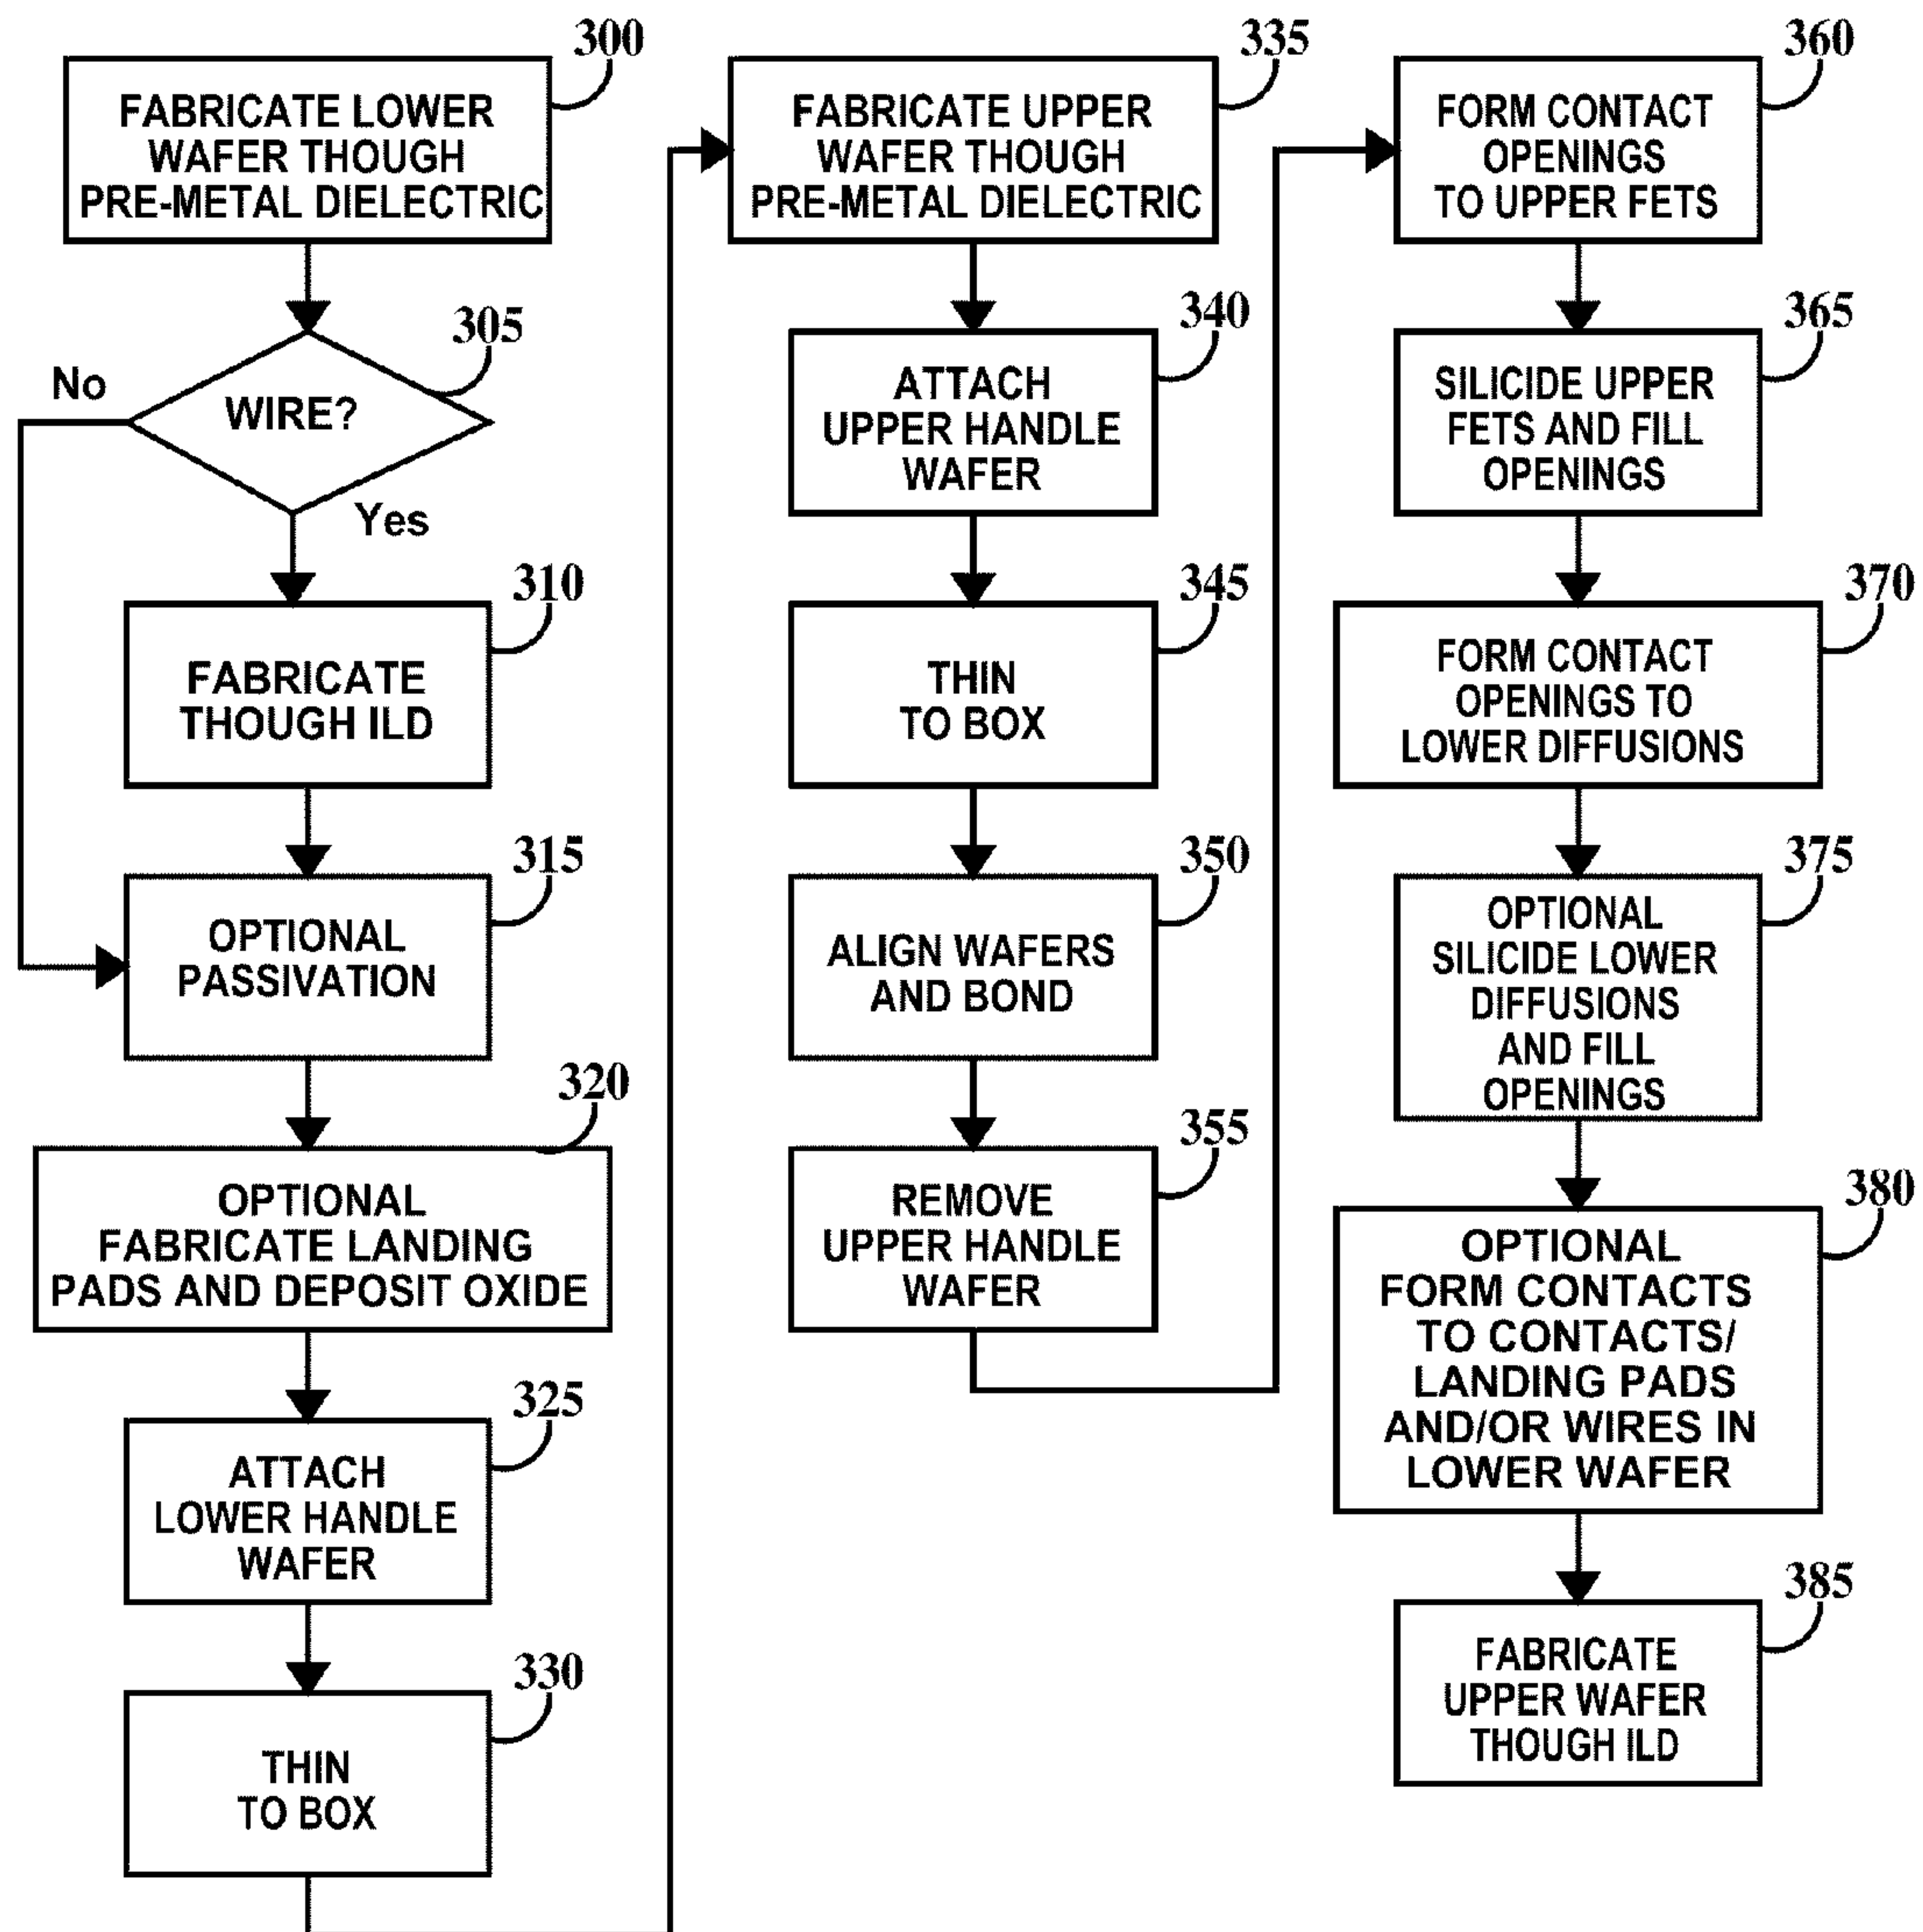 300
FABRICATE LOWER
WAFER THOUGH
PRE-METAL DIELECTRIC
305
No
WIRE?
Yes
310
FABRICATE
THOUGH ILD
315
OPTIONAL
PASSIVATION
320
OPTIONAL
FABRICATE LANDING
PADS AND DEPOSIT OXIDE
325
ATTACH
LOWER HANDLE
WAFER
330
THIN
TO BOX
335
FABRICATE UPPER
WAFER THOUGH
PRE-METAL DIELECTRIC
340
ATTACH
UPPER HANDLE
WAFER
345
THIN
TO BOX
350
ALIGN WAFERS
AND BOND
355
REMOVE
UPPER HANDLE
WAFER
360
FORM CONTACT
OPENINGS
TO UPPER FETS
365
SILICIDE UPPER
FETS AND FILL
OPENINGS
370
FORM CONTACT
OPENINGS TO
LOWER DIFFUSIONS
375
OPTIONAL
SILICIDE LOWER
DIFFUSIONS
AND FILL
OPENINGS
380
OPTIONAL
FORM CONTACTS
TO CONTACTS/
LANDING PADS
AND/OR WIRES IN
LOWER WAFER
385
FABRICATE
UPPER WAFER
THOUGH ILD